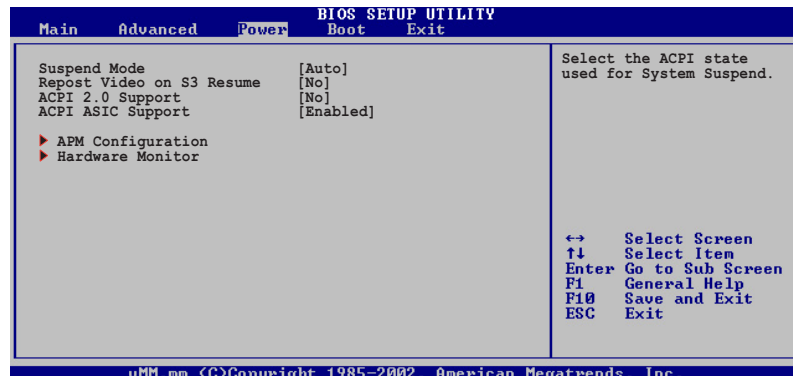 BIOS SETUP UTILITY
Main Advanced Power Boot Exit
Suspend Mode [Auto]
Repost Video on S3 Resume [No]
ACPI 2.0 Support [No]
ACPI ASIC Support [Enabled]
APM Configuration
Hardware Monitor
Select the ACPI state
used for System Suspend.
←→ Select Screen
↑↓ Select Item
Enter Go to Sub Screen
F1 General Help
F10 Save and Exit
ESC Exit
vMM.mm (C)Copyright 1985-2002, American Megatrends, Inc.